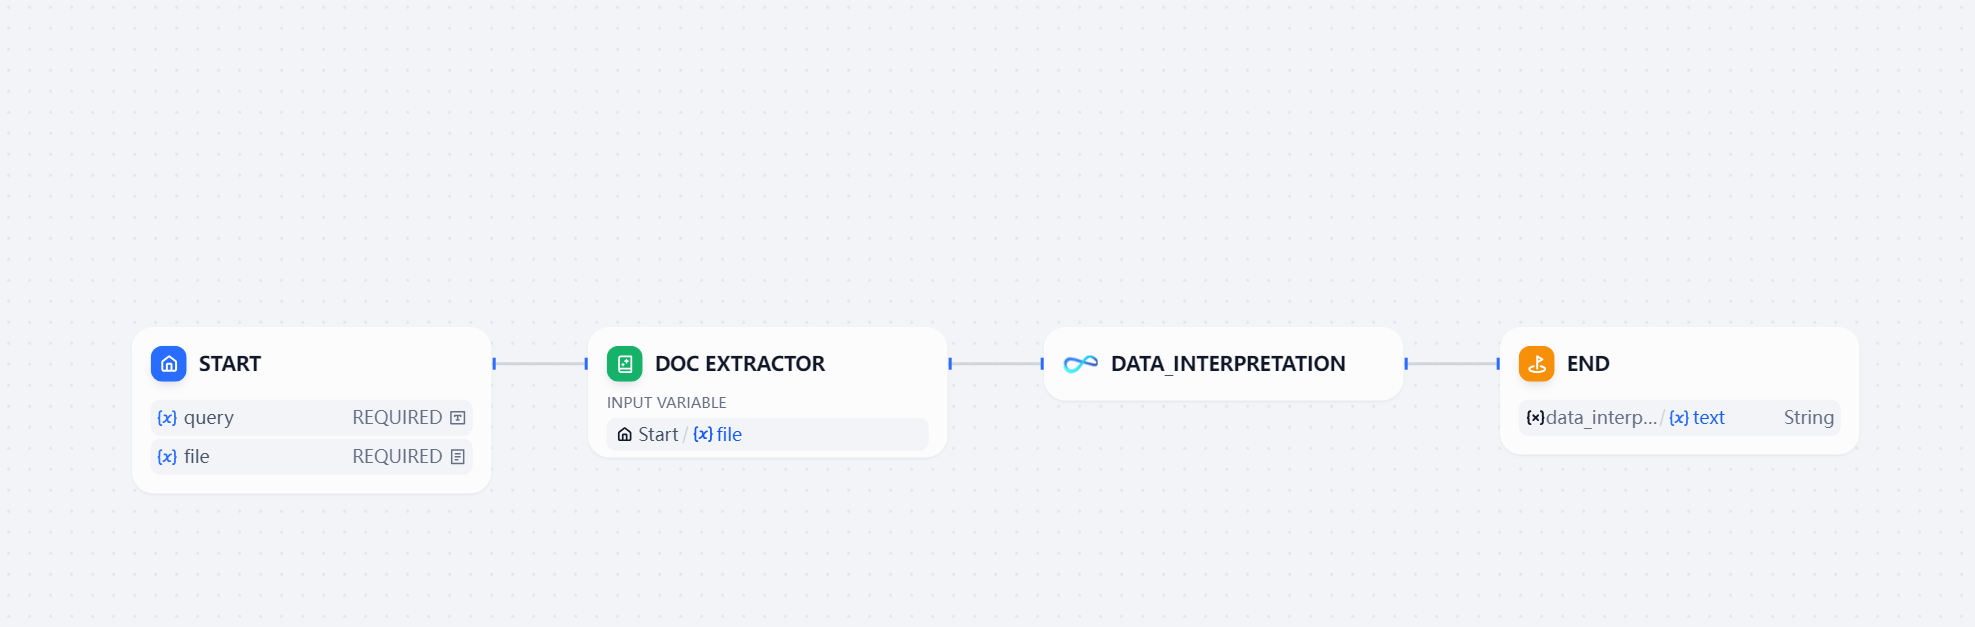 START
{x} query REQUIRED
{x} file REQUIRED
DOC EXTRACTOR
INPUT VARIABLE
Start / {x} file
DATA_INTERPRETATION
END
{x} data_interp... / {x} text String